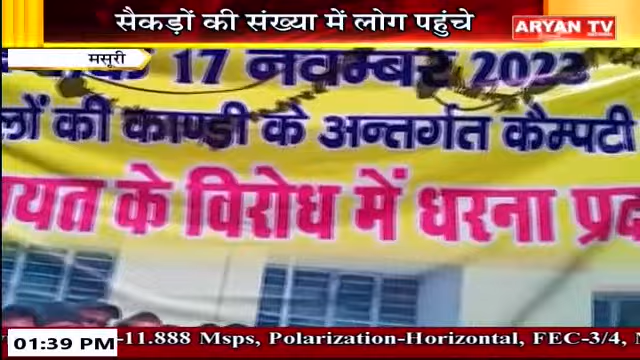 सैकड़ों की संख्या में लोग पहुंचे
ARYAN TV
मसूरी
17 नवम्बर 2023
की काण्डी के अन्तर्गत कैम्पटी
के विरोध में धरना
01:39 PM
-11.888 Msps, Polarization-Horizontal, FEC-3/4,